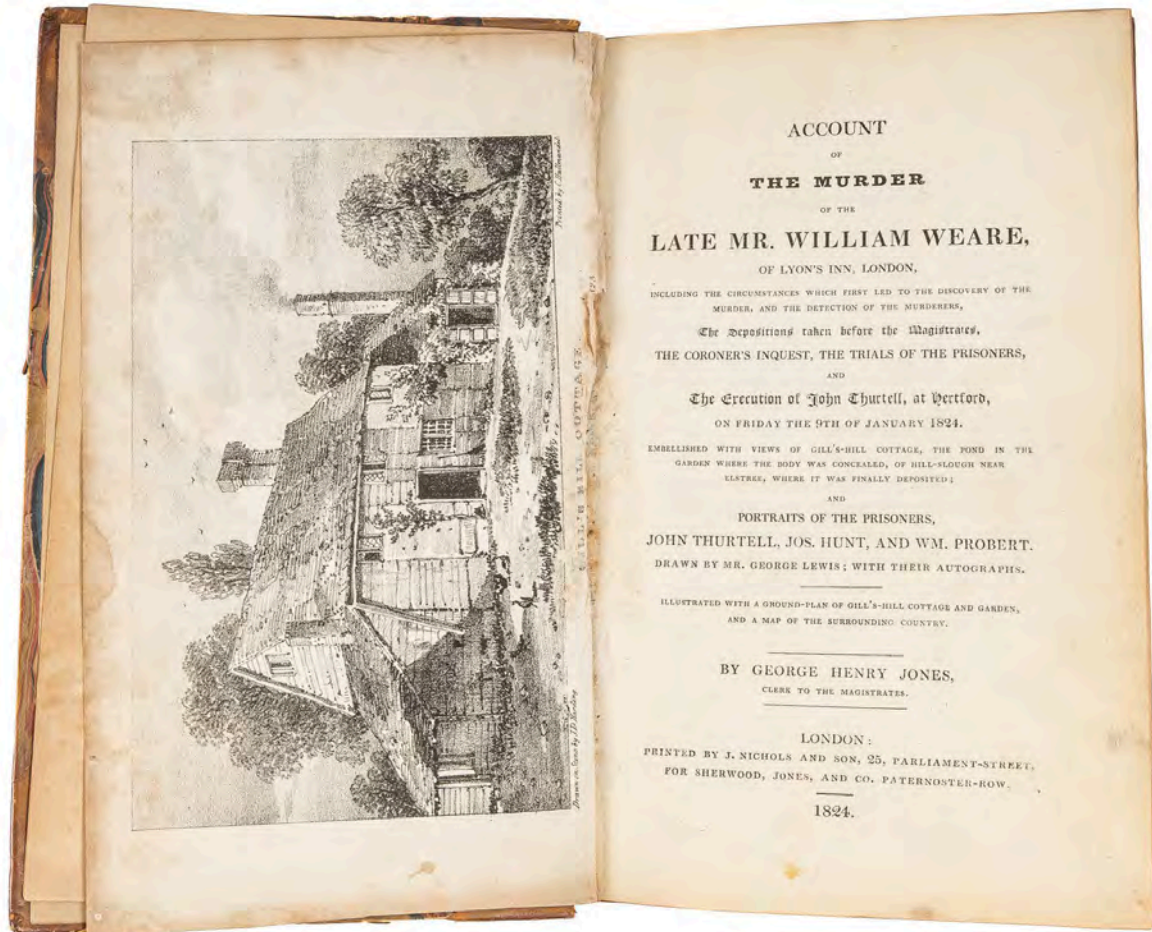 Drawn on Stone by J. D. Harding
Printed by C. Hullmandel
GILL'S HILL COTTAGE
ACCOUNT
OF
THE MURDER
OF THE
LATE MR. WILLIAM WEARE,
OF LYON'S INN, LONDON,
INCLUDING THE CIRCUMSTANCES WHICH FIRST LED TO THE DISCOVERY OF THE
MURDER, AND THE DETECTION OF THE MURDERERS,
The Depositions taken before the Magistrates,
THE CORONER'S INQUEST, THE TRIALS OF THE PRISONERS,
AND
The Execution of John Thurtell, at Hertford,
ON FRIDAY THE 9TH OF JANUARY 1824.
EMBELLISHED WITH VIEWS OF GILL'S-HILL COTTAGE, THE POND IN THE
GARDEN WHERE THE BODY WAS CONCEALED, OF HILL-SLOUGH NEAR
ELSTREE, WHERE IT WAS FINALLY DEPOSITED;
AND
PORTRAITS OF THE PRISONERS,
JOHN THURTELL, JOS. HUNT, AND WM. PROBERT.
DRAWN BY MR. GEORGE LEWIS; WITH THEIR AUTOGRAPHS.
ILLUSTRATED WITH A GROUND-PLAN OF GILL'S-HILL COTTAGE AND GARDEN,
AND A MAP OF THE SURROUNDING COUNTRY.
BY GEORGE HENRY JONES,
CLERK TO THE MAGISTRATES.
LONDON:
PRINTED BY J. NICHOLS AND SON, 25, PARLIAMENT-STREET,
FOR SHERWOOD, JONES, AND CO. PATERNOSTER-ROW.
1824.